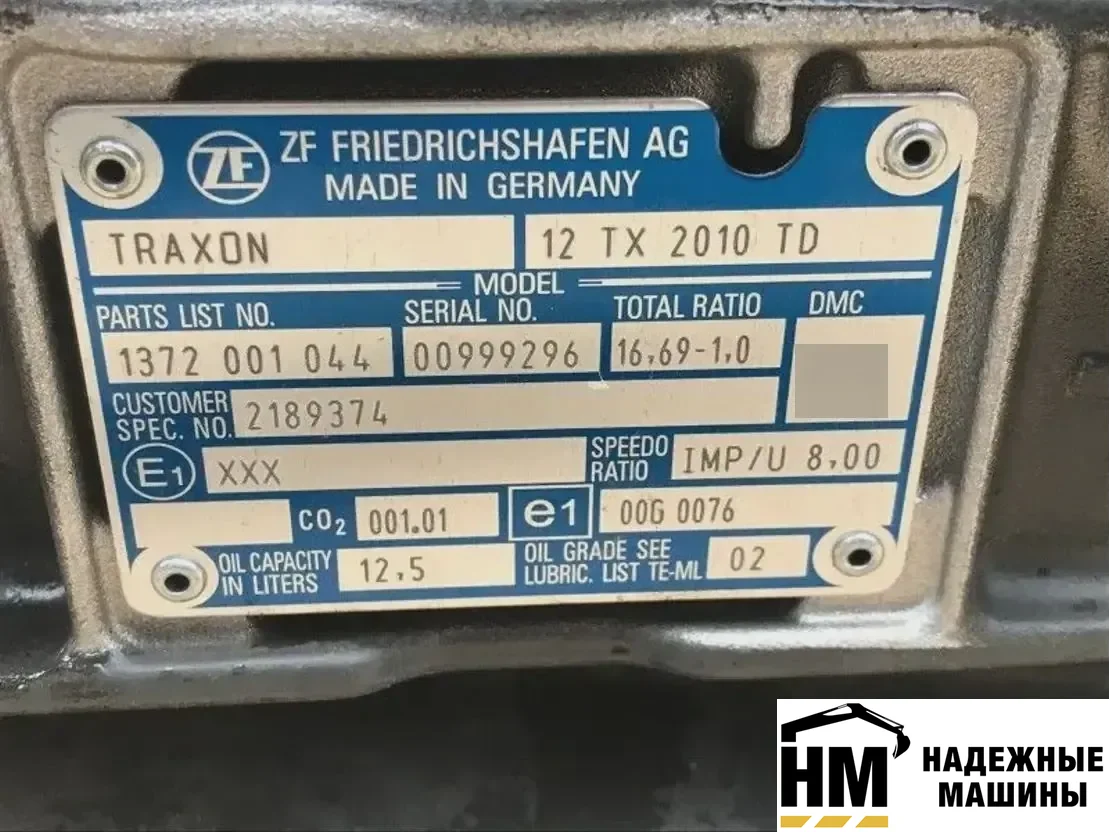 ZF
ZF FRIEDRICHSHAFEN AG
MADE IN GERMANY
TRAXON
12 TX 2010 TD
MODEL
PARTS LIST NO.
SERIAL NO.
TOTAL RATIO
DMC
1372 001 044
00999296
16,69-1,0
CUSTOMER
SPEC. NO.
2189374
E1
XXX
SPEEDO
RATIO
IMP/U 8,00
CO2
001.01
e1
00G 0076
OIL CAPACITY
IN LITERS
12,5
OIL GRADE SEE
LUBRIC. LIST TE-ML
02
НМ
НАДЕЖНЫЕ
МАШИНЫ